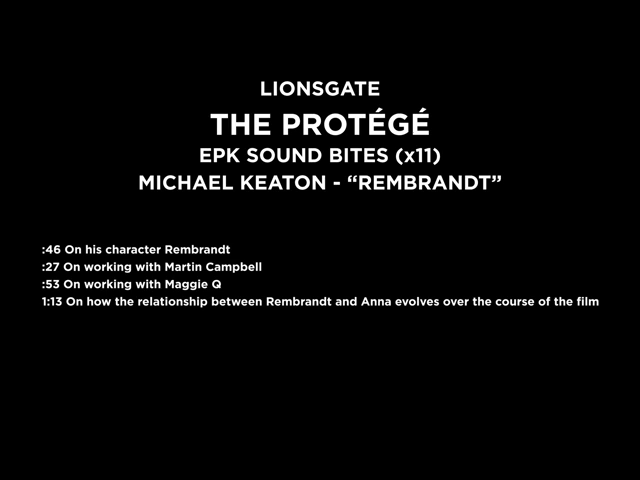 LIONSGATE
THE PROTÉGÉ
EPK SOUND BITES (x11)
MICHAEL KEATON - “REMBRANDT”
:46 On his character Rembrandt
:27 On working with Martin Campbell
:53 On working with Maggie Q
1:13 On how the relationship between Rembrandt and Anna evolves over the course of the film